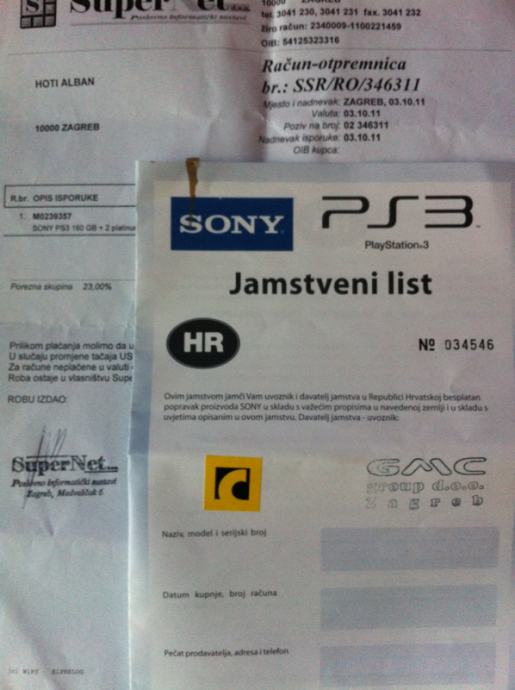 SuperNet d.o.o.
Poslovno informatički sustavi
10000 ZAGREB
tel. 3041 230, 3041 231 fax. 3041 232
žiro račun: 2340009-1100221459
OIB: 54125323316
Račun-otpremnica
br.: SSR/RO/346311
HOTI ALBAN
Mjesto i nadnevak: ZAGREB, 03.10.11
Valuta: 03.10.11
10000 ZAGREB
Poziv na broj: 02 346311
Nadnevak isporuke: 03.10.11
OIB kupca:
R.br. OPIS ISPORUKE
1. M0239357
SONY PS3 160 GB + 2 platinu
Porezna skupina 23,00%
Prilikom plaćanja molimo da u
U slučaju promjene tačaja US
Za račune neplaćene u valuti
Roba ostaje u vlasništvu Supe
ROBU IZDAO:
SuperNet
Poslovno informatički sustavi
Zagreb, Medvaščak 6
SONY PS3
PlayStation®3
Jamstveni list
HR
№ 034546
Ovim jamstvom jamči Vam uvoznik i davatelj jamstva u Republici Hrvatskoj besplatan
popravak proizvoda SONY u skladu s važećim propisima u navedenoj zemlji i u skladu s
uvjetima opisanim u ovom jamstvu. Davatelj jamstva - uvoznik:
GMC
group d.o.o.
Zagreb
Naziv, model i serijski broj
Datum kupnje, broj računa
Pečat prodavatelja, adresa i telefon